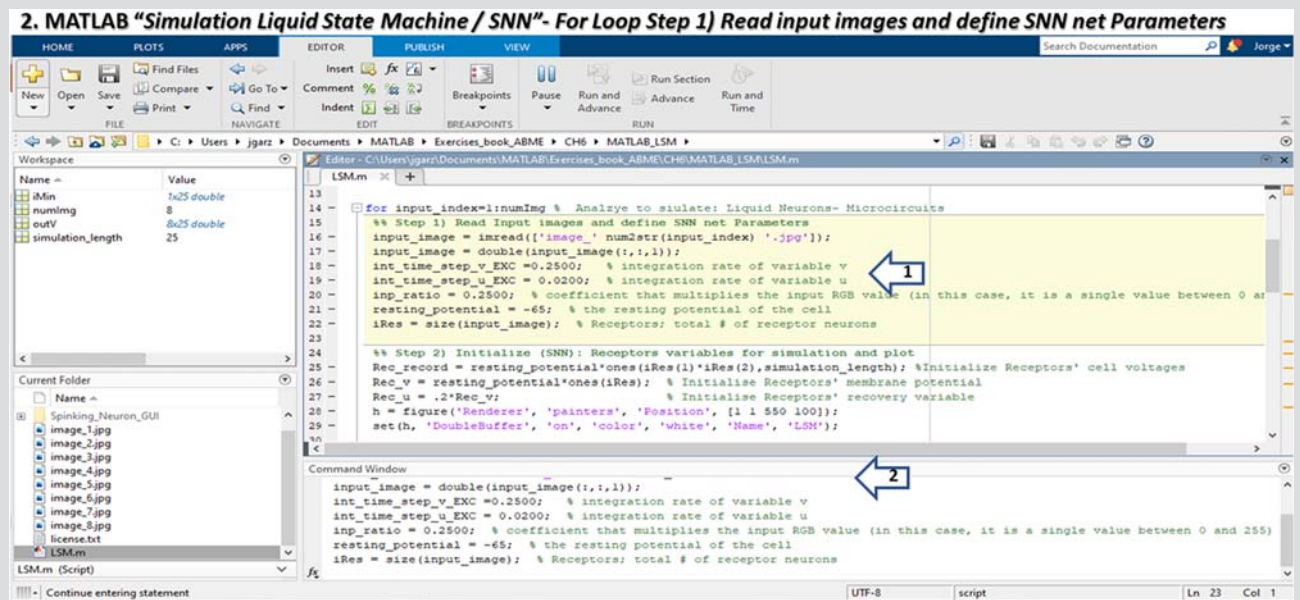 2. MATLAB “Simulation Liquid State Machine / SNN”- For Loop Step 1) Read input images and define SNN net Parameters
HOME PLOTS APPS EDITOR PUBLISH VIEW Search Documentation Jorge
New Open Save Find Files Compare Print Go To Find Insert fx Comment % Indent Breakpoints Pause Run and Advance Run Section Advance Run and Time
FILE NAVIGATE EDIT BREAKPOINTS RUN
C: Users jgarz Documents MATLAB Exercises_book_ABME CH6 MATLAB_LSM
Workspace
Name Value
iMin 1x25 double
numImg 8
outV 8x25 double
simulation_length 25
Current Folder
Name
Spinking_Neuron_GUI
image_1.jpg
image_2.jpg
image_3.jpg
image_4.jpg
image_5.jpg
image_6.jpg
image_7.jpg
image_8.jpg
license.txt
LSM.m
LSM.m (Script)
Editor - C:\Users\jgarz\Documents\MATLAB\Exercises_book_ABME\CH6\MATLAB_LSM\LSM.m
LSM.m × +
13
14 - for input_index=1:numImg % Analzye to siulate: Liquid Neurons- Microcircuits
15 %% Step 1) Read Input images and define SNN net Parameters
16 - input_image = imread(['image_' num2str(input_index) '.jpg']);
17 - input_image = double(input_image(:,:,1));
18 - int_time_step_v_EXC =0.2500; % integration rate of variable v
19 - int_time_step_u_EXC = 0.0200; % integration rate of variable u
20 - inp_ratio = 0.2500; % coefficient that multiplies the input RGB value (in this case, it is a single value between 0 an
21 - resting_potential = -65; % the resting potential of the cell
22 - iRes = size(input_image); % Receptors; total # of receptor neurons
23
24 %% Step 2) Initialize (SNN): Receptors variables for simulation and plot
25 - Rec_record = resting_potential*ones(iRes(1)*iRes(2),simulation_length); %Initialize Receptors' cell voltages
26 - Rec_v = resting_potential*ones(iRes); % Initialise Receptors' membrane potential
27 - Rec_u = .2*Rec_v; % Initialise Receptors' recovery variable
28 - h = figure('Renderer', 'painters', 'Position', [1 1 550 100]);
29 - set(h, 'DoubleBuffer', 'on', 'color', 'white', 'Name', 'LSM');
30
1
Command Window
2
input_image = double(input_image(:,:,1));
int_time_step_v_EXC =0.2500; % integration rate of variable v
int_time_step_u_EXC = 0.0200; % integration rate of variable u
inp_ratio = 0.2500; % coefficient that multiplies the input RGB value (in this case, it is a single value between 0 and 255)
resting_potential = -65; % the resting potential of the cell
iRes = size(input_image); % Receptors; total # of receptor neurons
fx
Continue entering statement UTF-8 script Ln 23 Col 1